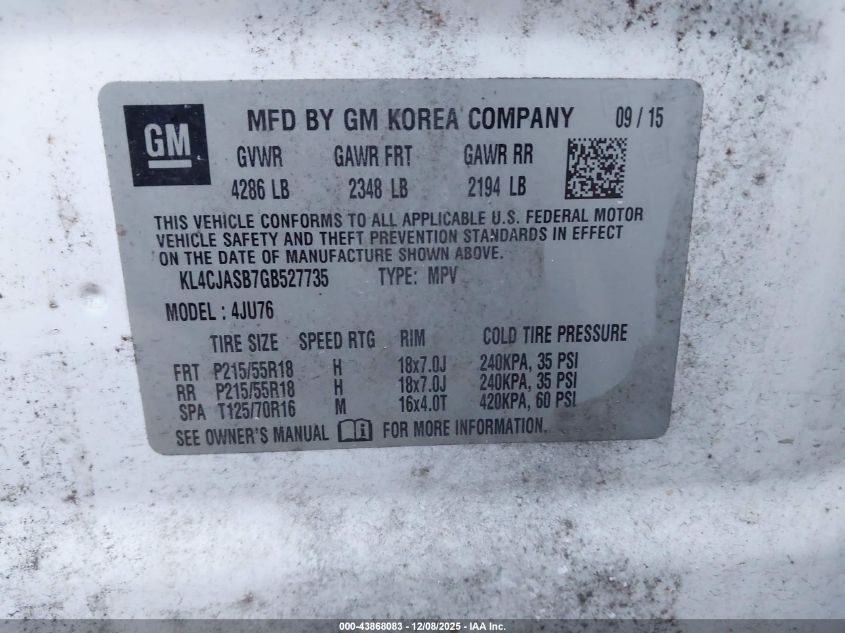 GM
MFD BY GM KOREA COMPANY 09 / 15
GVWR GAWR FRT GAWR RR
4286 LB 2348 LB 2194 LB
THIS VEHICLE CONFORMS TO ALL APPLICABLE U.S. FEDERAL MOTOR
VEHICLE SAFETY AND THEFT PREVENTION STANDARDS IN EFFECT
ON THE DATE OF MANUFACTURE SHOWN ABOVE.
KL4CJASB7GB527735 TYPE: MPV
MODEL : 4JU76
TIRE SIZE SPEED RTG RIM COLD TIRE PRESSURE
FRT P215/55R18 H 18x7.0J 240KPA, 35 PSI
RR P215/55R18 H 18x7.0J 240KPA, 35 PSI
SPA T125/70R16 M 16x4.0T 420KPA, 60 PSI
SEE OWNER'S MANUAL FOR MORE INFORMATION.
000-43868083 - 12/08/2025 - IAA Inc.